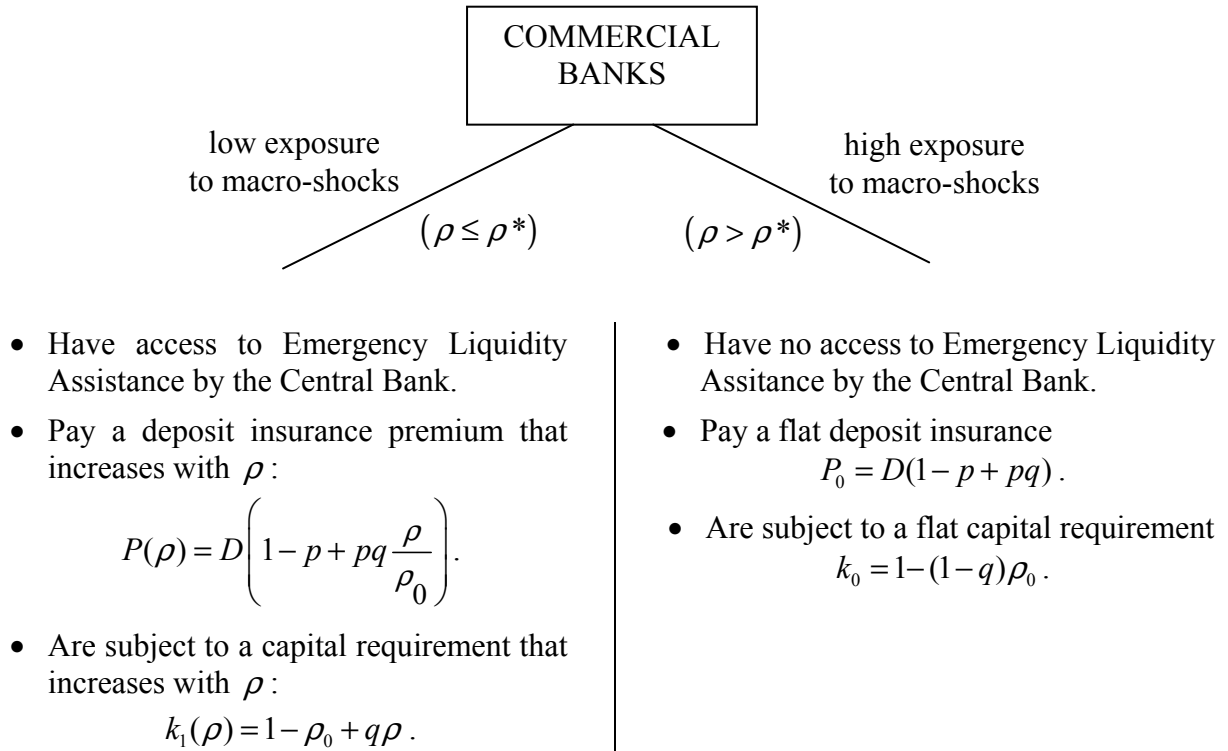 COMMERCIAL
BANKS
low exposure
to macro-shocks
(ρ ≤ ρ*)
high exposure
to macro-shocks
(ρ > ρ*)
• Have access to Emergency Liquidity
Assistance by the Central Bank.
• Pay a deposit insurance premium that
increases with ρ :
P(ρ) = D(1 − p + pq ρ/ρ₀).
• Are subject to a capital requirement that
increases with ρ :
k₁(ρ) = 1 − ρ₀ + qρ .
• Have no access to Emergency Liquidity
Assitance by the Central Bank.
• Pay a flat deposit insurance
P₀ = D(1 − p + pq) .
• Are subject to a flat capital requirement
k₀ = 1 − (1 − q)ρ₀ .